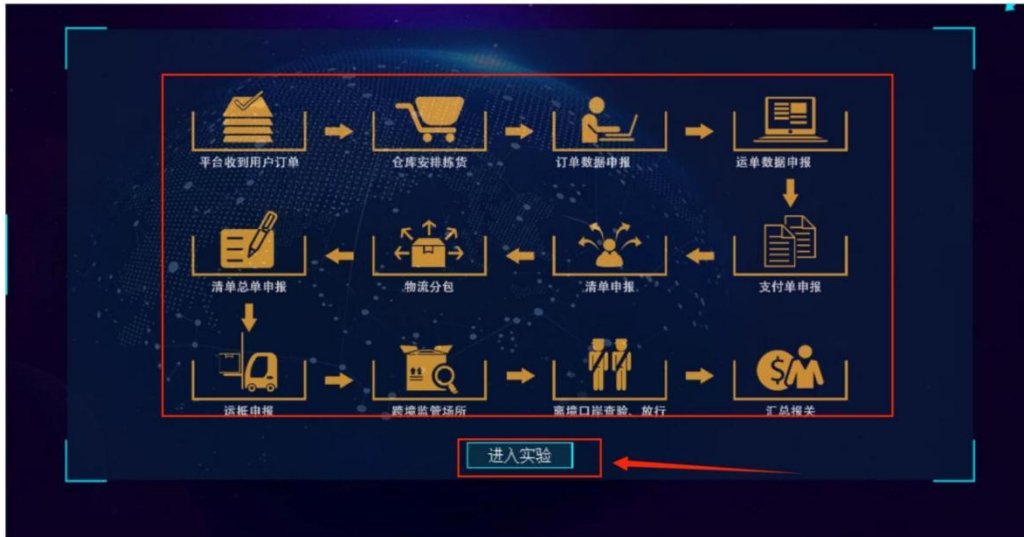 平台收到用户订单
仓库安排拣货
订单数据申报
运单数据申报
清单总单申报
物流分包
清单申报
支付单申报
运抵申报
跨境监管场所
离境口岸查验、放行
汇总报关
进入实验